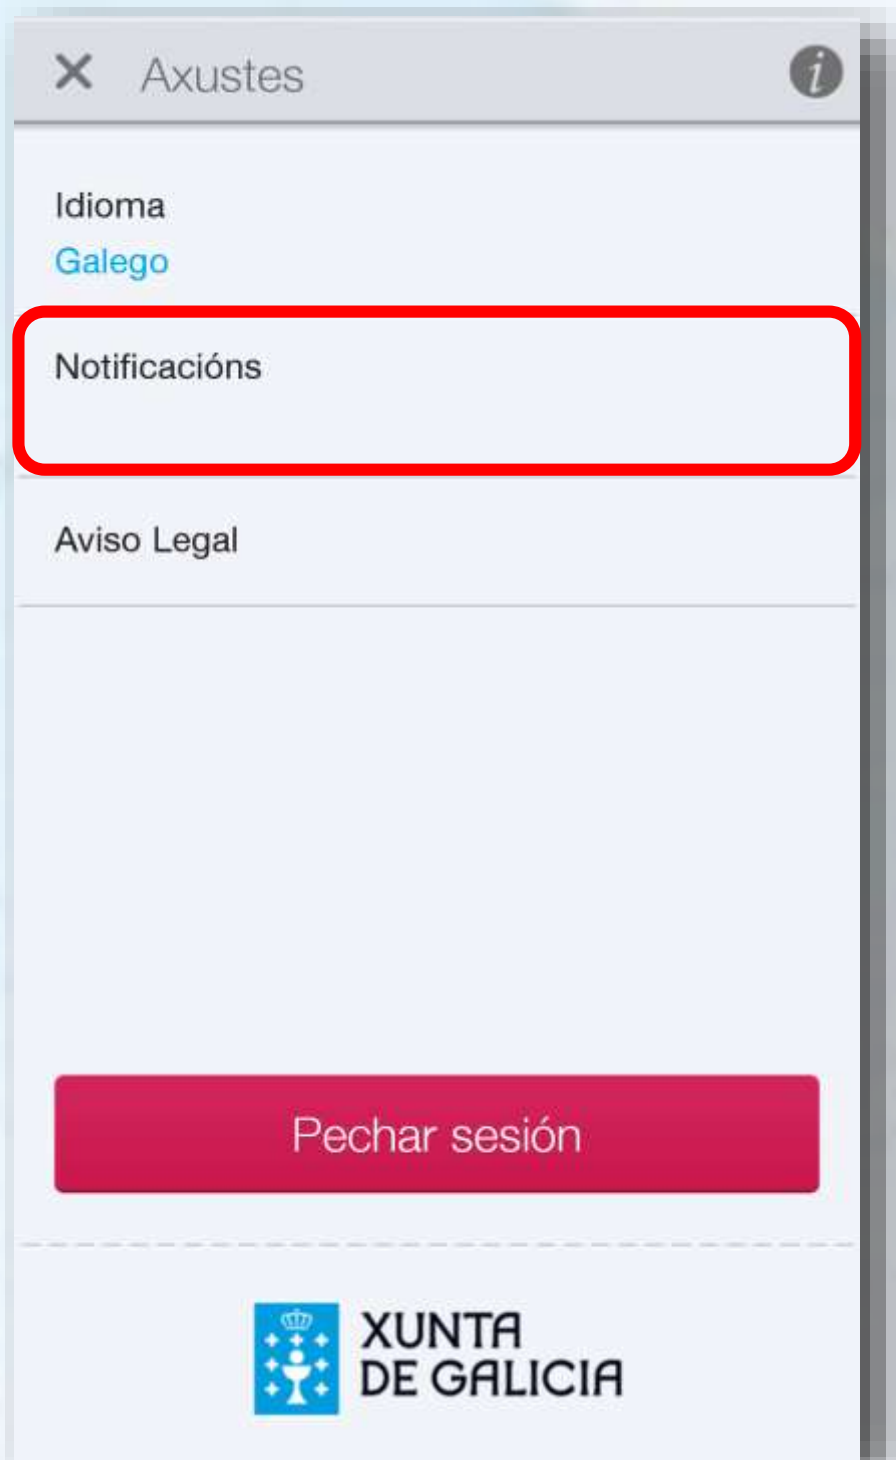 Axustes
Idioma
Galego
Notificacións
Aviso Legal
Pechar sesión
XUNTA
DE GALICIA